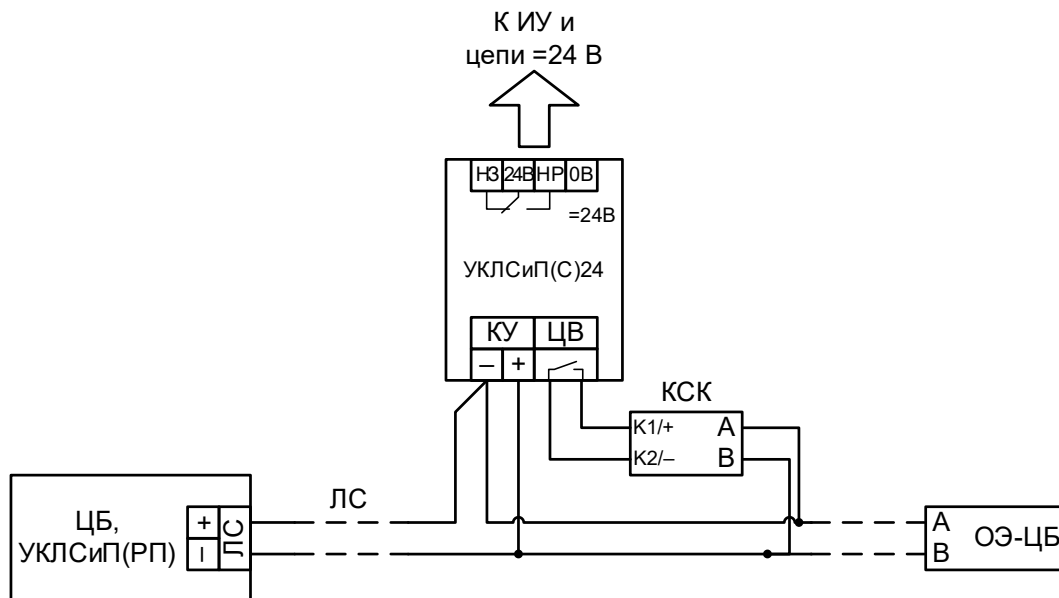 К ИУ и
цепи =24 В
НЗ 24В НР 0В
=24В
УКЛСиП(С)24
КУ ЦВ
– +
КСК
К1/+ А
К2/– В
ЛС
ЦБ,
УКЛСиП(РП)
+
–
ЛС
А
В
ОЭ-ЦБ